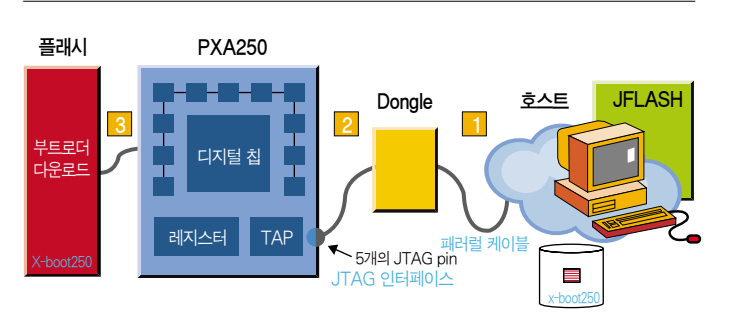 플래시
PXA250
Dongle
호스트
JFLASH
3
2
1
부트로더
다운로드
디지털 칩
레지스터
TAP
X-boot250
5개의 JTAG pin
JTAG 인터페이스
패러럴 케이블
x-boot250